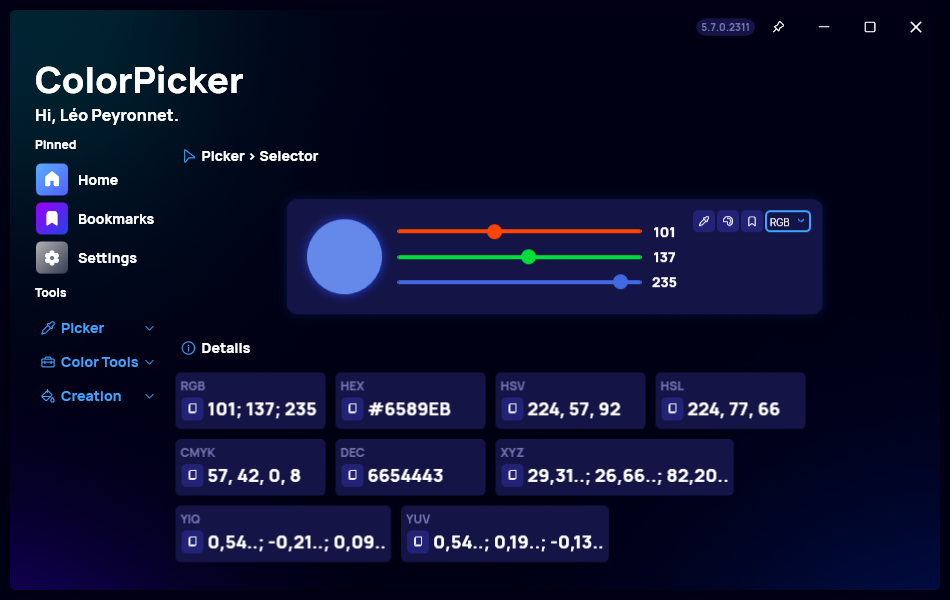 5.7.0.2311
ColorPicker
Hi, Léo Peyronnet.
Pinned
Home
Bookmarks
Settings
Tools
Picker
Color Tools
Creation
Picker > Selector
101
137
235
RGB
Details
RGB
101; 137; 235
HEX
#6589EB
HSV
224, 57, 92
HSL
224, 77, 66
CMYK
57, 42, 0, 8
DEC
6654443
XYZ
29,31..; 26,66..; 82,20..
YIQ
0,54..; -0,21..; 0,09..
YUV
0,54..; 0,19..; -0,13..